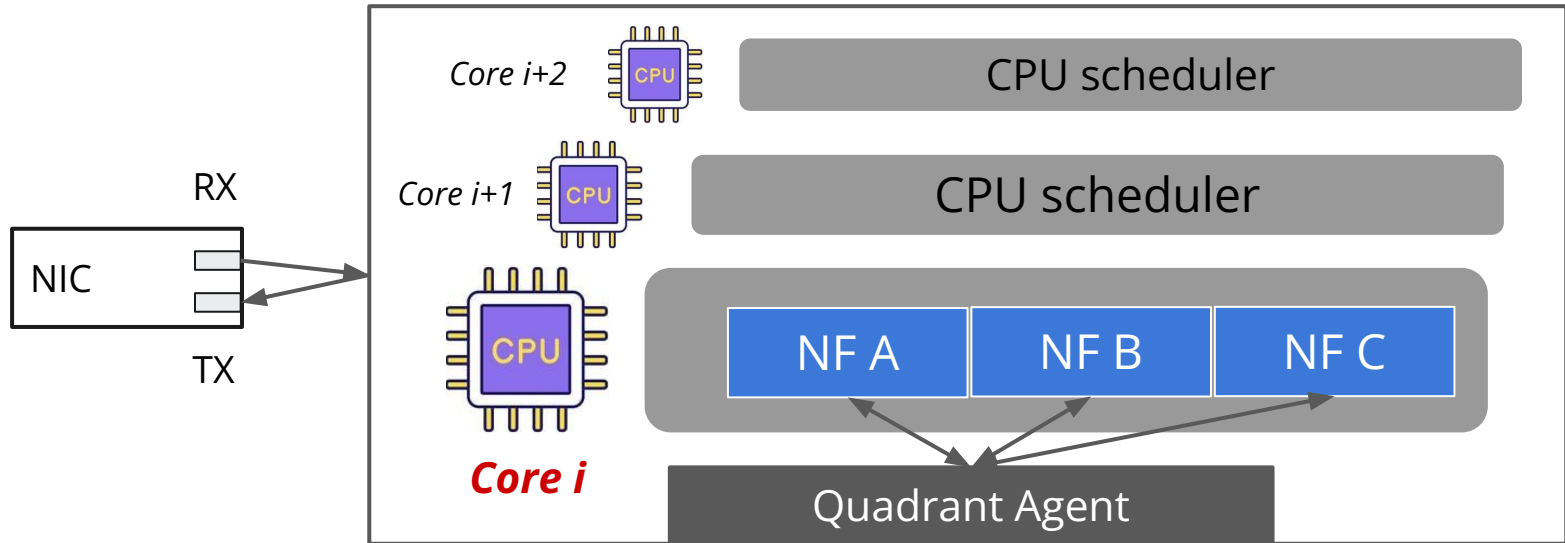 Core i+2
CPU
CPU scheduler
Core i+1
CPU
CPU scheduler
RX
NIC
TX
CPU
NF A
NF B
NF C
Core i
Quadrant Agent